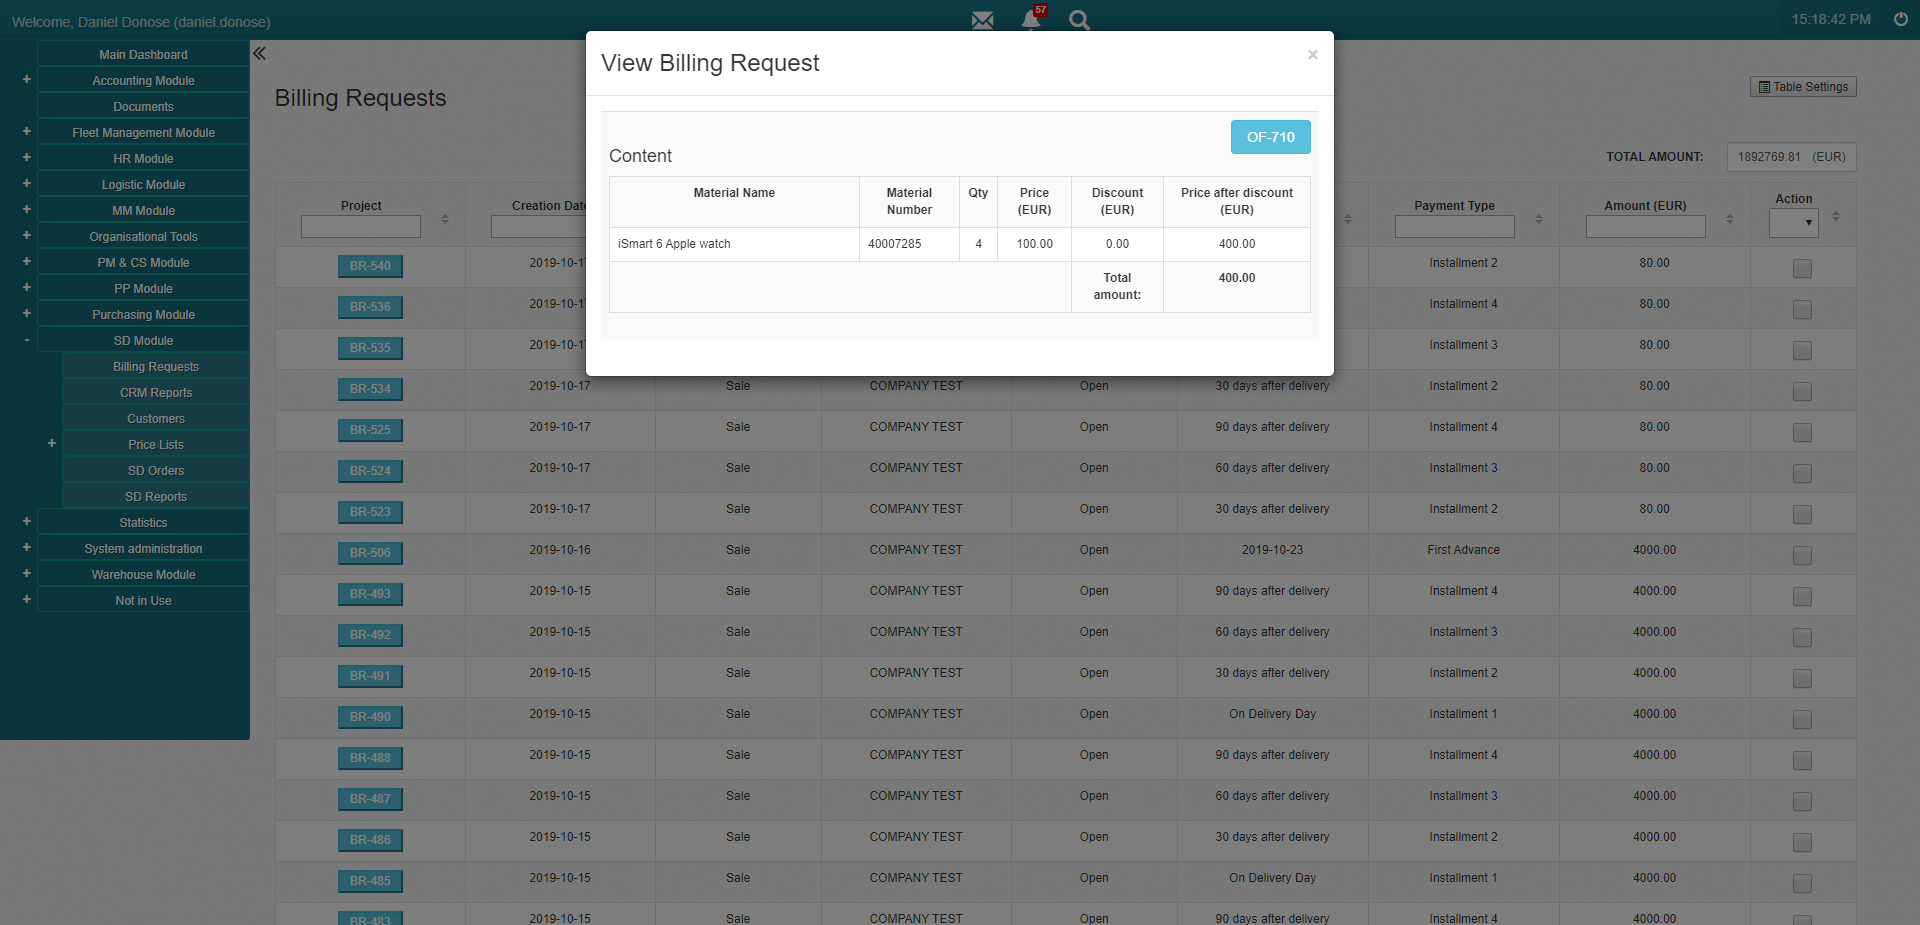 Welcome, Daniel Donose (daniel.donose)
57
15:18:42 PM
Main Dashboard
Accounting Module
Documents
Fleet Management Module
HR Module
Logistic Module
MM Module
Organisational Tools
PM & CS Module
PP Module
Purchasing Module
SD Module
Billing Requests
CRM Reports
Customers
Price Lists
SD Orders
SD Reports
Statistics
System administration
Warehouse Module
Not in Use
View Billing Request
×
OF-710
Content
Material Name Material Number Qty Price (EUR) Discount (EUR) Price after discount (EUR)
iSmart 6 Apple watch 40007285 4 100.00 0.00 400.00
Total amount: 400.00
Billing Requests
Table Settings
TOTAL AMOUNT: 1892769.81 (EUR)
Project Creation Date Payment Type Amount (EUR) Action
BR-540 2019-10-17 Installment 2 80.00
BR-536 2019-10-17 Installment 4 80.00
BR-535 2019-10-17 Installment 3 80.00
BR-534 2019-10-17 Sale COMPANY TEST Open 30 days after delivery Installment 2 80.00
BR-525 2019-10-17 Sale COMPANY TEST Open 90 days after delivery Installment 4 80.00
BR-524 2019-10-17 Sale COMPANY TEST Open 60 days after delivery Installment 3 80.00
BR-523 2019-10-17 Sale COMPANY TEST Open 30 days after delivery Installment 2 80.00
BR-506 2019-10-16 Sale COMPANY TEST Open 2019-10-23 First Advance 4000.00
BR-493 2019-10-15 Sale COMPANY TEST Open 90 days after delivery Installment 4 4000.00
BR-492 2019-10-15 Sale COMPANY TEST Open 60 days after delivery Installment 3 4000.00
BR-491 2019-10-15 Sale COMPANY TEST Open 30 days after delivery Installment 2 4000.00
BR-490 2019-10-15 Sale COMPANY TEST Open On Delivery Day Installment 1 4000.00
BR-488 2019-10-15 Sale COMPANY TEST Open 90 days after delivery Installment 4 4000.00
BR-487 2019-10-15 Sale COMPANY TEST Open 60 days after delivery Installment 3 4000.00
BR-486 2019-10-15 Sale COMPANY TEST Open 30 days after delivery Installment 2 4000.00
BR-485 2019-10-15 Sale COMPANY TEST Open On Delivery Day Installment 1 4000.00
BR-483 2019-10-15 Sale COMPANY TEST Open 90 days after delivery Installment 4 4000.00